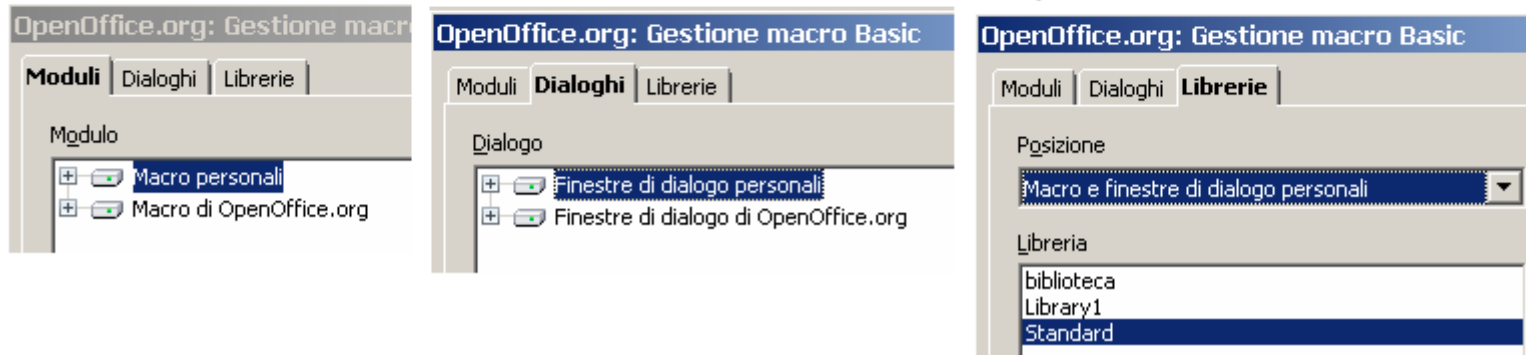 OpenOffice.org: Gestione macr
Moduli Dialoghi Librerie
Modulo
Macro personali
Macro di OpenOffice.org
OpenOffice.org: Gestione macro Basic
Moduli Dialoghi Librerie
Dialogo
Finestre di dialogo personali
Finestre di dialogo di OpenOffice.org
OpenOffice.org: Gestione macro Basic
Moduli Dialoghi Librerie
Posizione
Macro e finestre di dialogo personali
Libreria
biblioteca
Library1
Standard